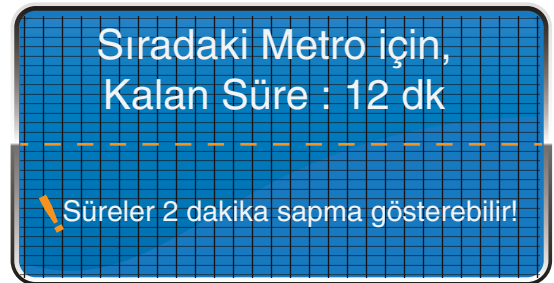 Sıradaki Metro için,
Kalan Süre : 12 dk
! Süreler 2 dakika sapma gösterebilir!